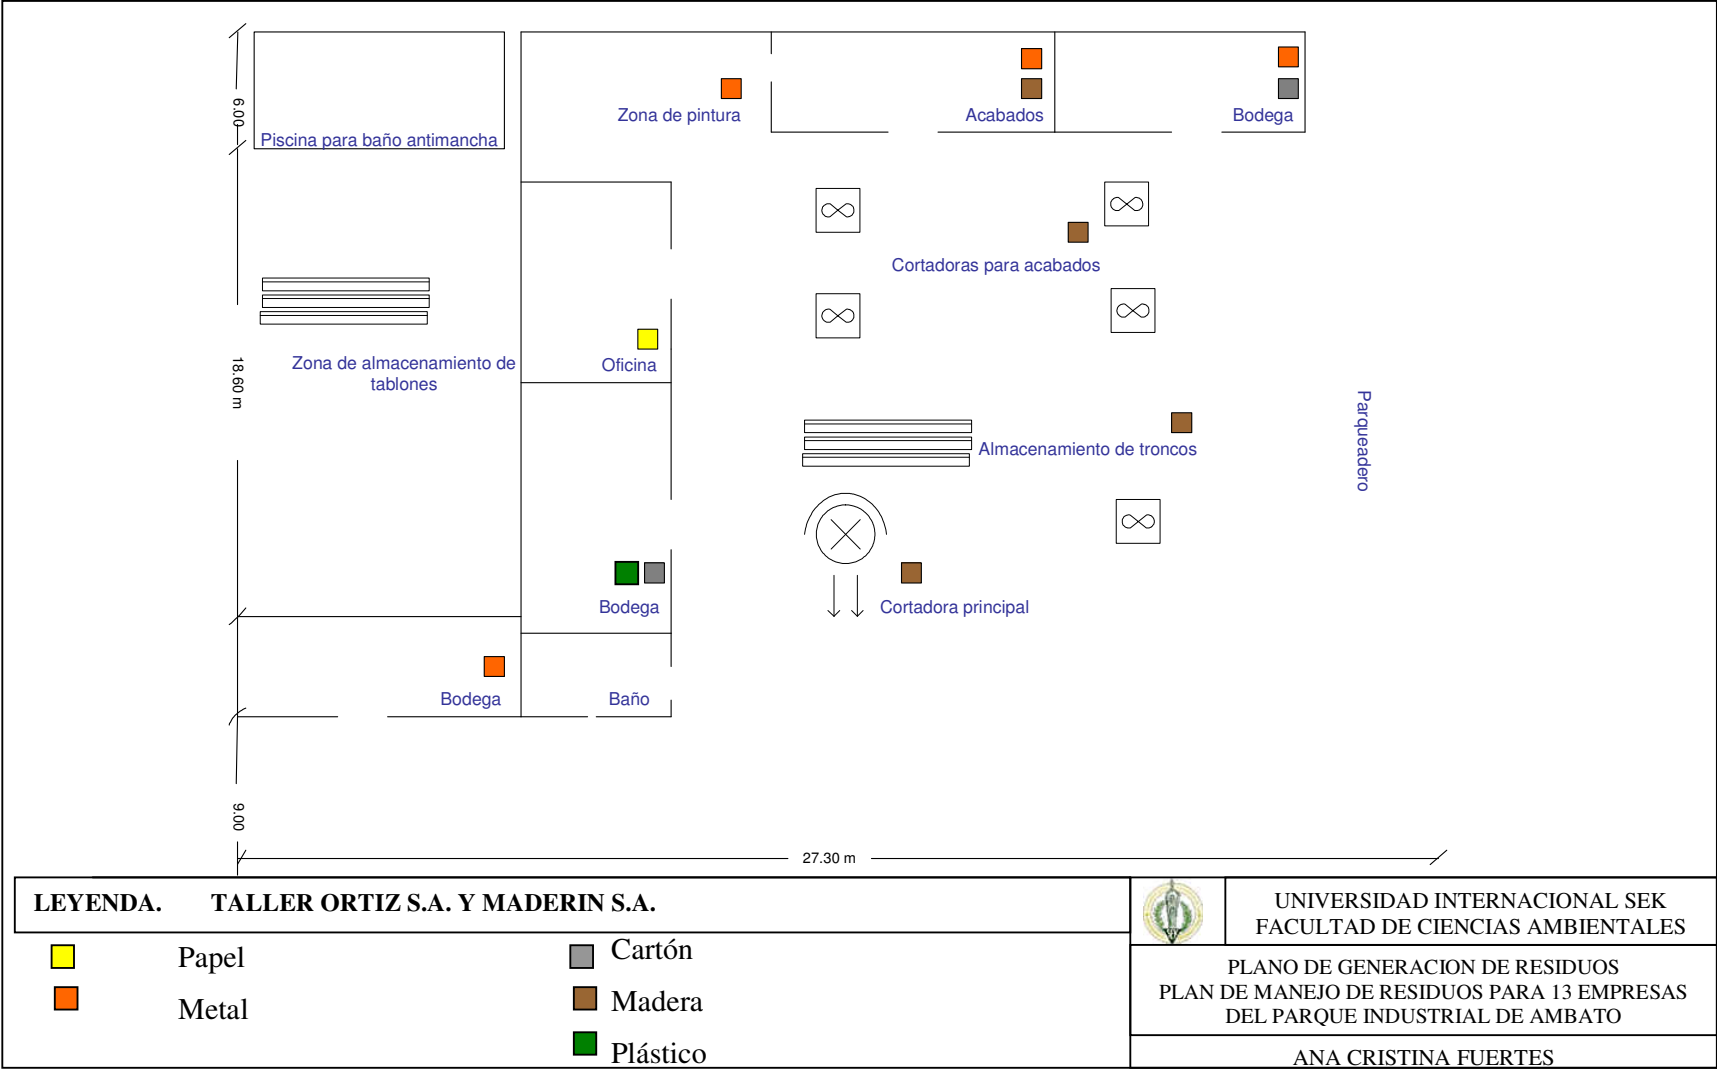 6.00
Piscina para baño antimancha
Zona de pintura
Acabados
Bodega
Cortadoras para acabados
18.60 m
Zona de almacenamiento de
tablones
Oficina
Almacenamiento de troncos
Parqueadero
Bodega
Cortadora principal
Bodega
Baño
9.00
27.30 m
LEYENDA. TALLER ORTIZ S.A. Y MADERIN S.A.
Papel
Metal
Cartón
Madera
Plástico
UNIVERSIDAD INTERNACIONAL SEK
FACULTAD DE CIENCIAS AMBIENTALES
PLANO DE GENERACION DE RESIDUOS
PLAN DE MANEJO DE RESIDUOS PARA 13 EMPRESAS
DEL PARQUE INDUSTRIAL DE AMBATO
ANA CRISTINA FUERTES